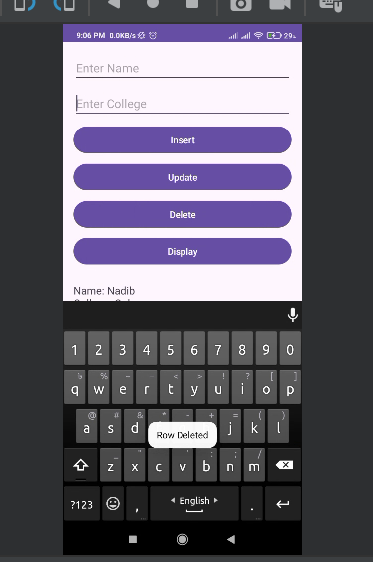 9:06 PM 0.0KB/s 29
Enter Name
Enter College
Insert
Update
Delete
Display
Name: Nadib
1 2 3 4 5 6 7 8 9 0
q w e r t y u i o p
a s d j k l
Row Deleted
z x c v b n m
?123 , English .